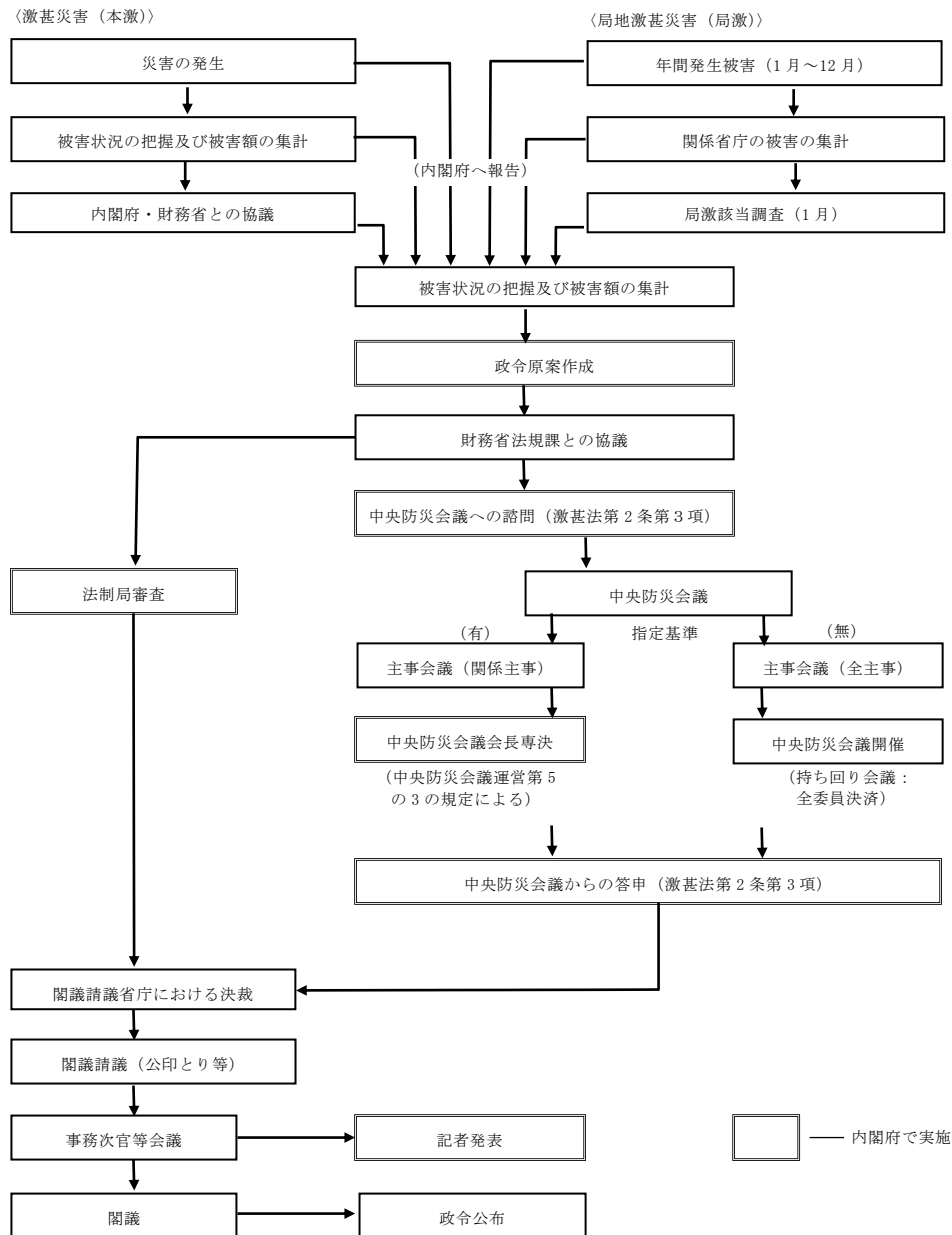 〈激甚災害（本激）〉
〈局地激甚災害（局激）〉
災害の発生
年間発生被害（1月～12月）
被害状況の把握及び被害額の集計
関係省庁の被害の集計
（内閣府へ報告）
内閣府・財務省との協議
局激該当調査（1月）
被害状況の把握及び被害額の集計
政令原案作成
財務省法規課との協議
中央防災会議への諮問（激甚法第2条第3項）
法制局審査
中央防災会議
（有）
指定基準
（無）
主事会議（関係主事）
主事会議（全主事）
中央防災会議会長専決
中央防災会議開催
（中央防災会議運営第5
の3の規定による）
（持ち回り会議：
全委員決済）
中央防災会議からの答申（激甚法第2条第3項）
閣議請議省庁における決裁
閣議請議（公印とり等）
事務次官等会議
記者発表
内閣府で実施
閣議
政令公布